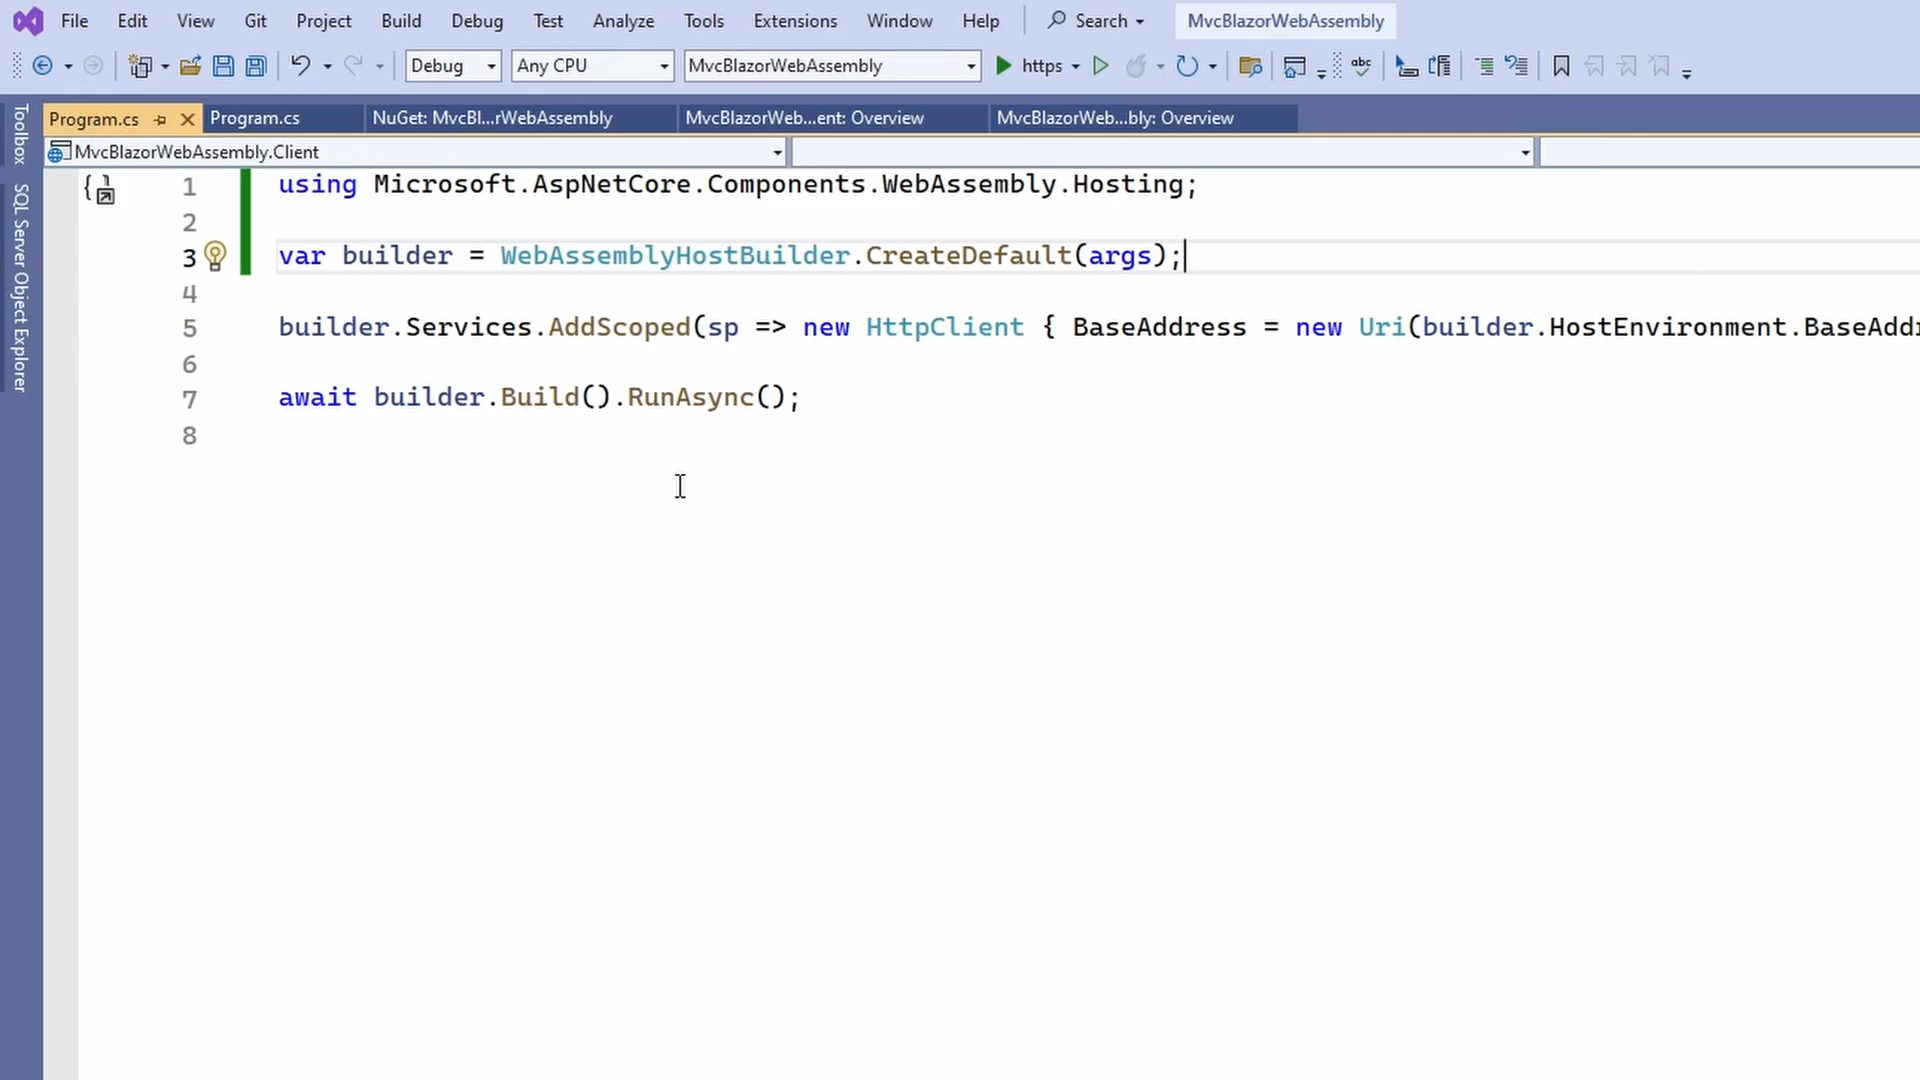 File Edit View Git Project Build Debug Test Analyze Tools Extensions Window Help Search MvcBlazorWebAssembly
Debug Any CPU MvcBlazorWebAssembly https abc
Program.cs Program.cs NuGet: MvcBl...rWebAssembly MvcBlazorWeb...ent: Overview MvcBlazorWeb...bly: Overview
Toolbox
SQL Server Object Explorer
MvcBlazorWebAssembly.Client
1 using Microsoft.AspNetCore.Components.WebAssembly.Hosting;
2
3 var builder = WebAssemblyHostBuilder.CreateDefault(args);
4
5 builder.Services.AddScoped(sp => new HttpClient { BaseAddress = new Uri(builder.HostEnvironment.BaseAddr
6
7 await builder.Build().RunAsync();
8